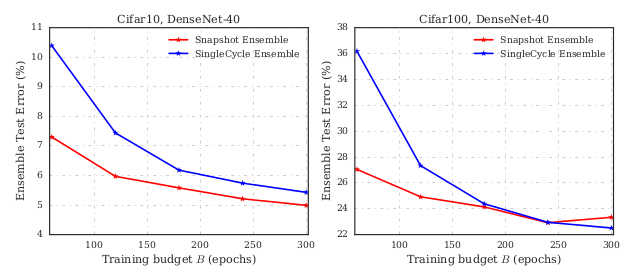 Cifar10, DenseNet-40
Snapshot Ensemble
SingleCycle Ensemble
Ensemble Test Error (%)
11
10
9
8
7
6
5
4
100
150
200
250
300
Training budget B (epochs)
Cifar100, DenseNet-40
Snapshot Ensemble
SingleCycle Ensemble
Ensemble Test Error (%)
38
36
34
32
30
28
26
24
22
100
150
200
250
300
Training budget B (epochs)